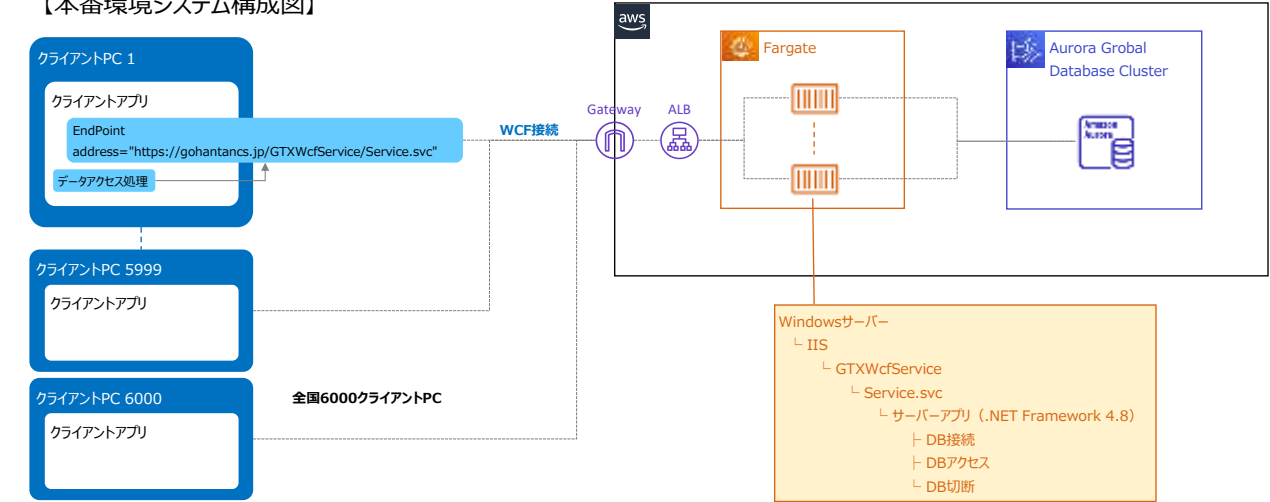 【本番環境システム構成図】
クライアントPC 1
クライアントアプリ
EndPoint
address="https://gohantancs.jp/GTXWcfService/Service.svc"
データアクセス処理
クライアントPC 5999
クライアントアプリ
クライアントPC 6000
クライアントアプリ
全国6000クライアントPC
WCF接続
aws
Gateway
ALB
Fargate
Aurora Grobal
Database Cluster
Amazon
Aurora
Windowsサーバー
└ IIS
└ GTXWcfService
└ Service.svc
└ サーバーアプリ（.NET Framework 4.8）
├ DB接続
├ DBアクセス
└ DB切断